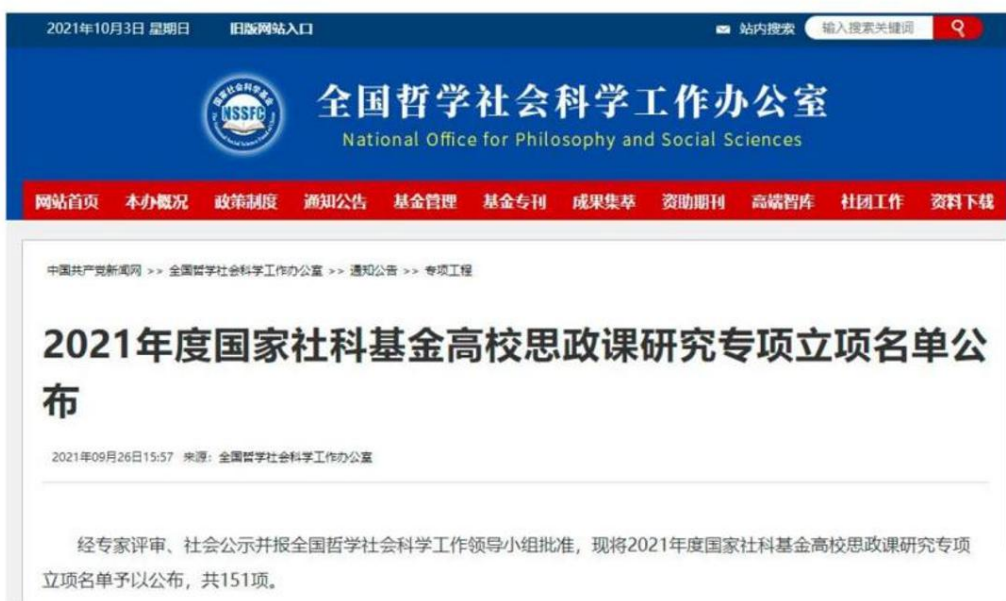 2021年10月3日 星期日 旧版网站入口 站内搜索 输入搜索关键词
NSSFC
全国哲学社会科学工作办公室
National Office for Philosophy and Social Sciences
网站首页 本办概况 政策制度 通知公告 基金管理 基金专刊 成果集萃 资助期刊 高端智库 社团工作 资料下载
中国共产党新闻网 >> 全国哲学社会科学工作办公室 >> 通知公告 >> 专项工程
2021年度国家社科基金高校思政课研究专项立项名单公
布
2021年09月26日15:57 来源: 全国哲学社会科学工作办公室
经专家评审、社会公示并报全国哲学社会科学工作领导小组批准，现将2021年度国家社科基金高校思政课研究专项
立项名单予以公布，共151项。